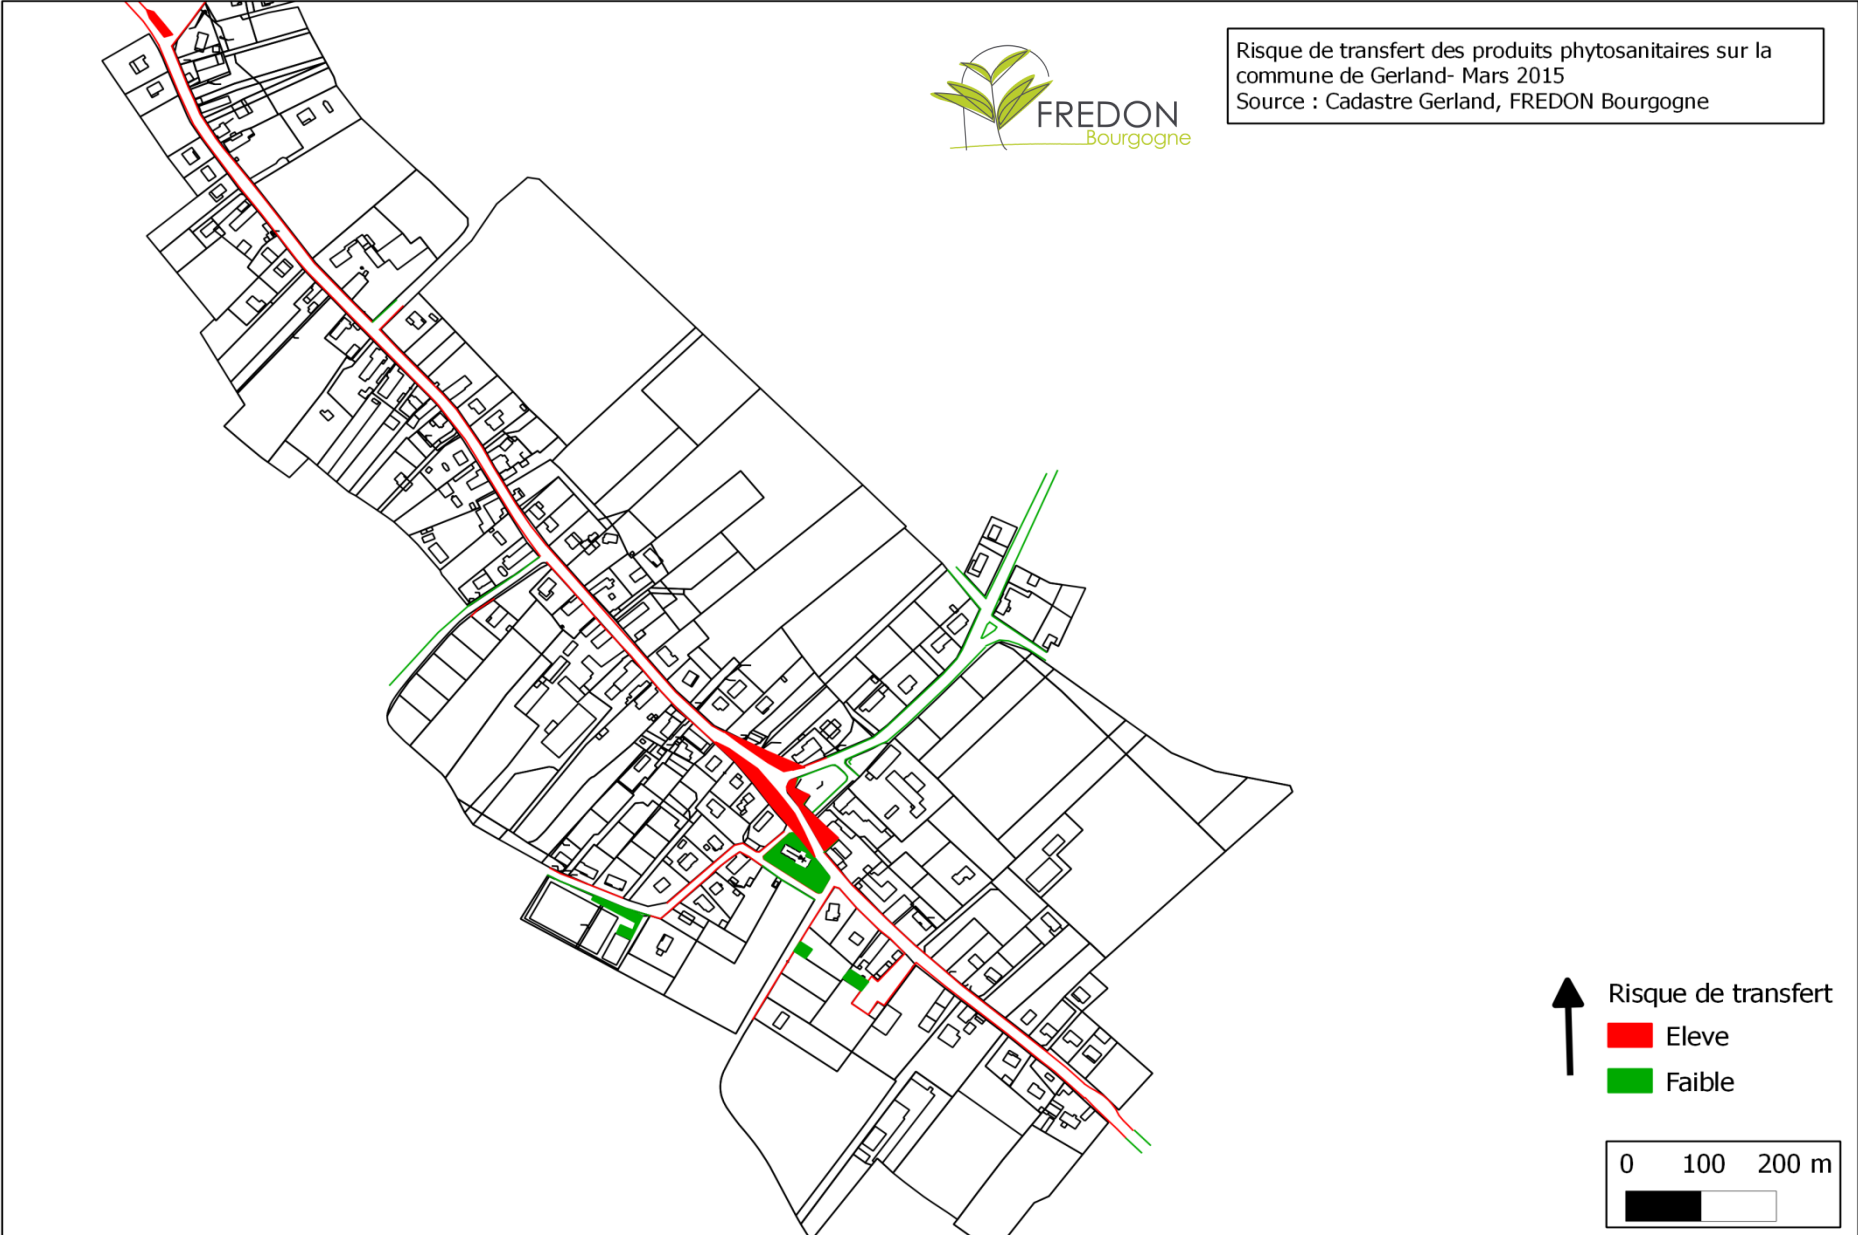 FREDON
Bourgogne
Risque de transfert des produits phytosanitaires sur la
commune de Gerland- Mars 2015
Source : Cadastre Gerland, FREDON Bourgogne
Risque de transfert
Eleve
Faible
0 100 200 m